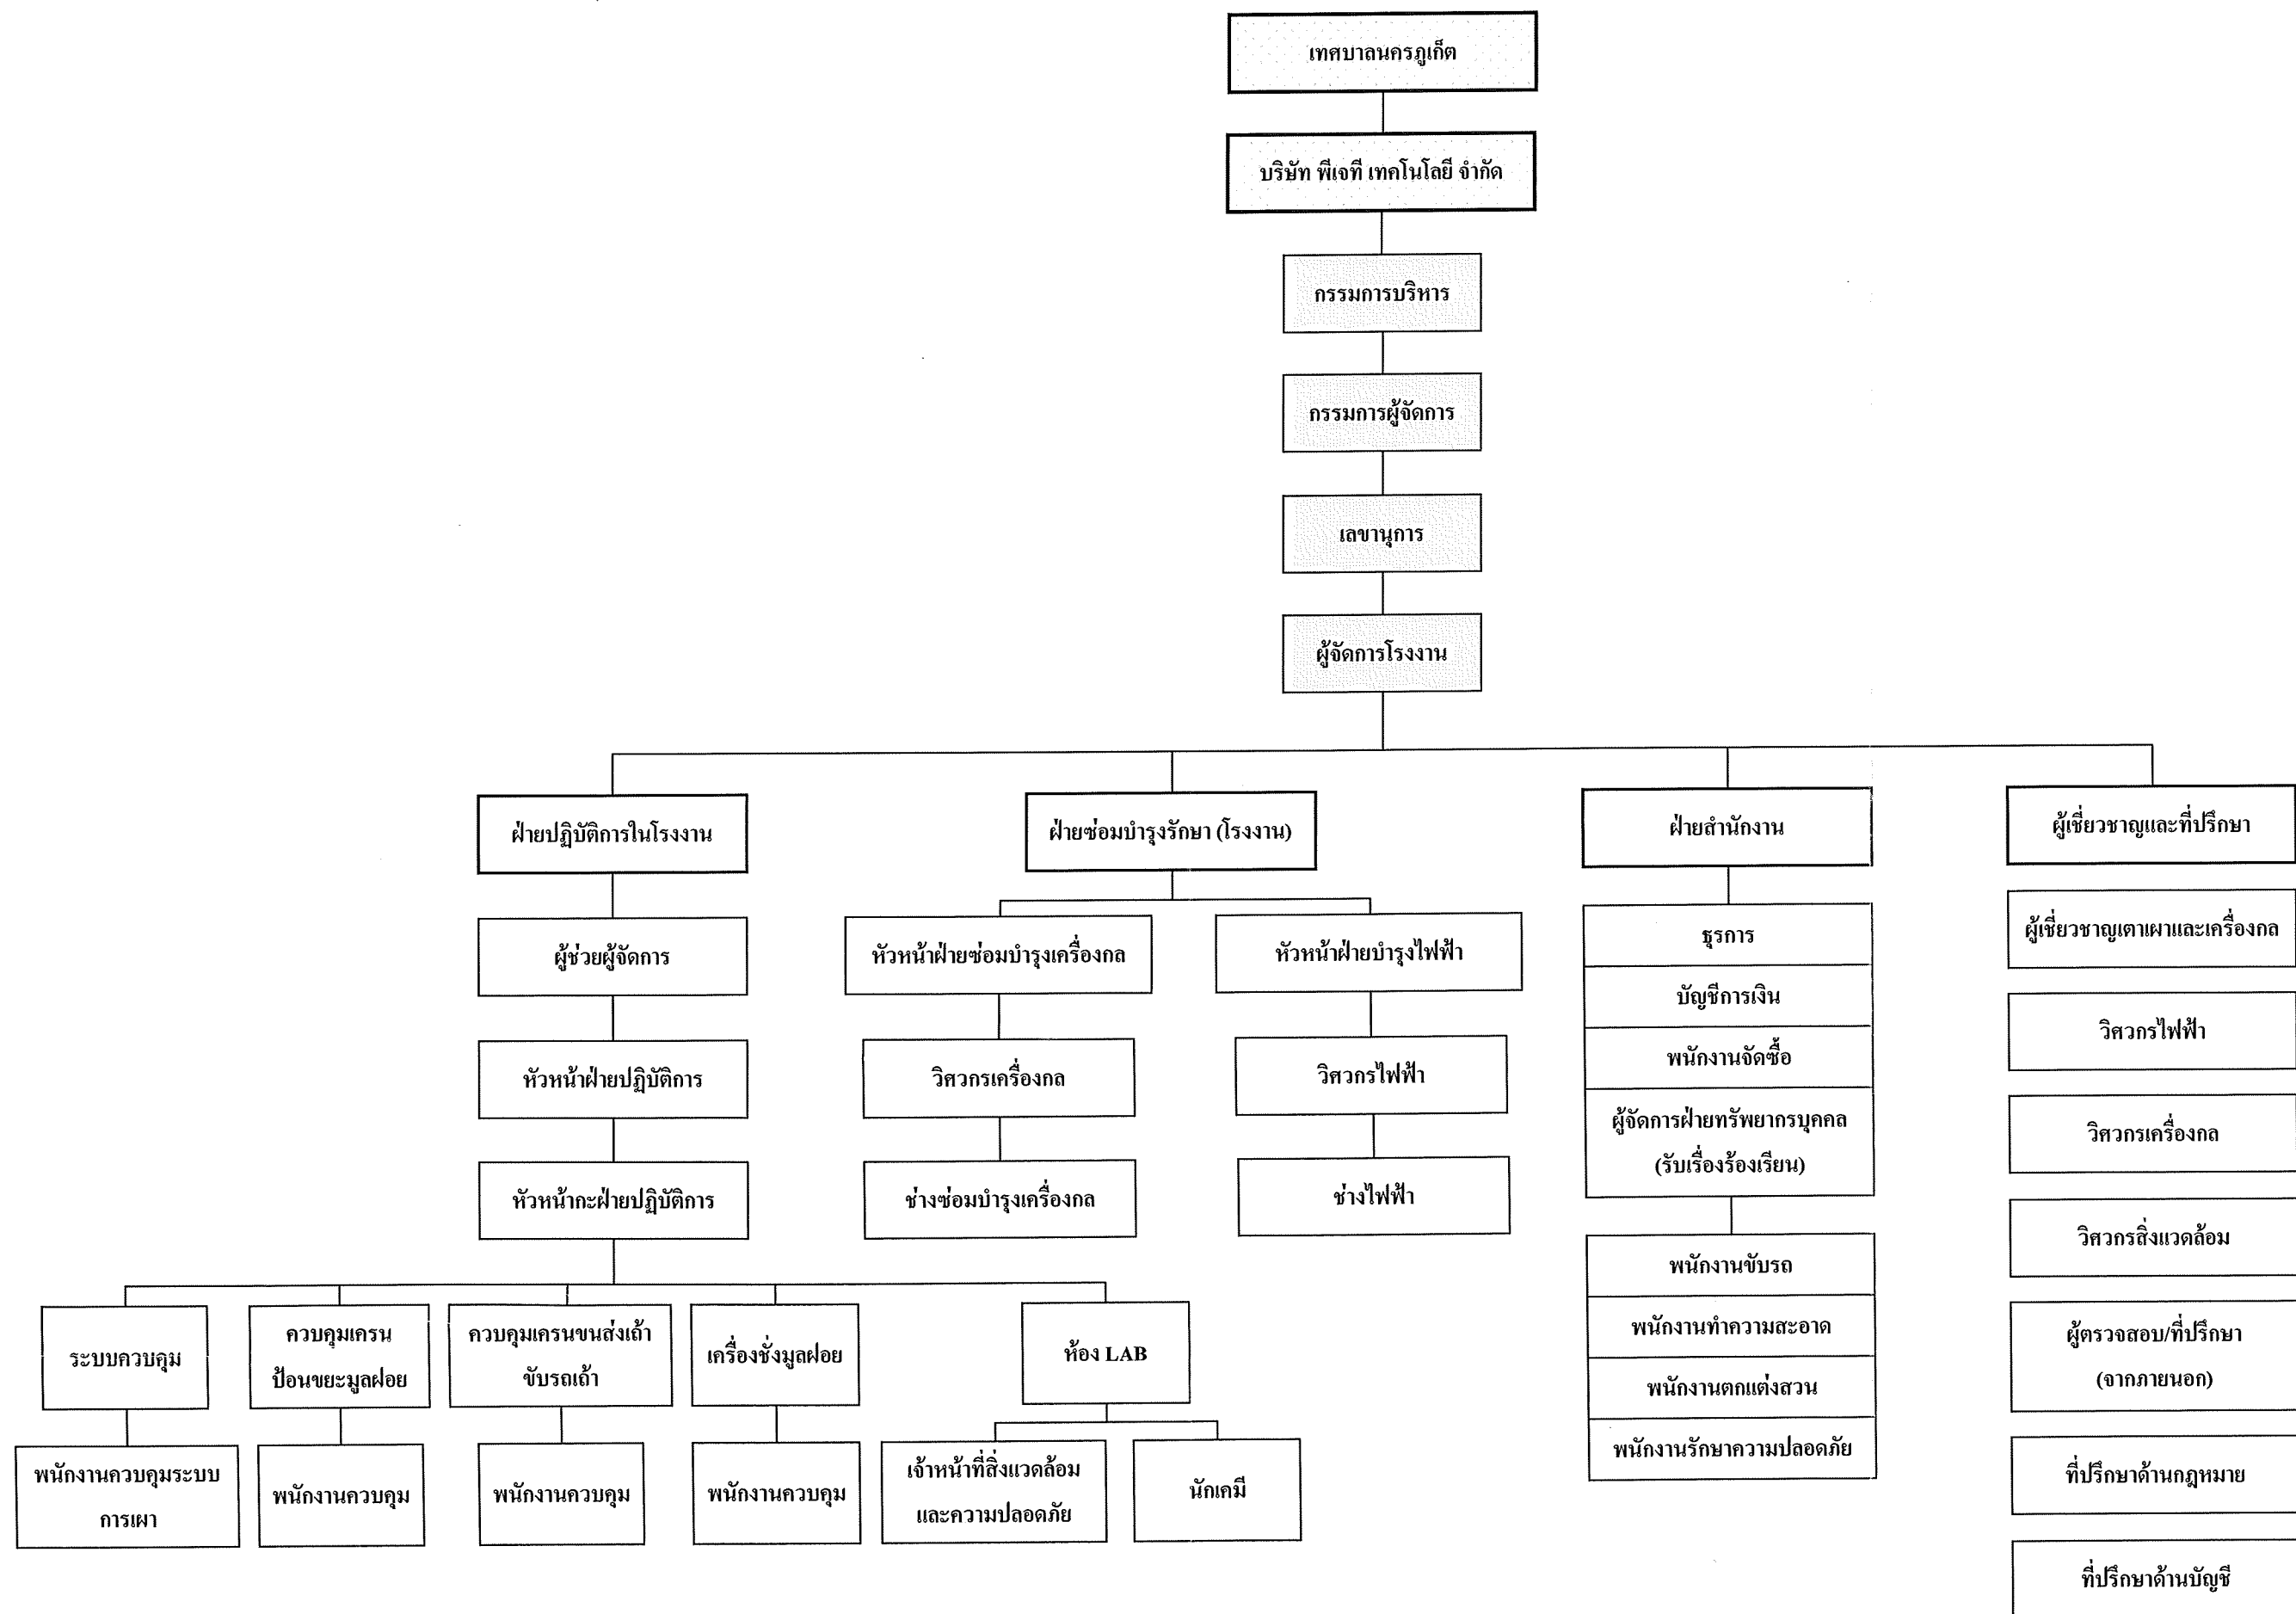 เทศบาลนครภูเก็ต
บริษัท พีเจที เทคโนโลยี จำกัด
กรรมการบริหาร
กรรมการผู้จัดการ
เลขานุการ
ผู้จัดการโรงงาน
ฝ่ายปฏิบัติการในโรงงาน
ผู้ช่วยผู้จัดการ
หัวหน้าฝ่ายปฏิบัติการ
หัวหน้ากะฝ่ายปฏิบัติการ
ระบบควบคุม
พนักงานควบคุมระบบ
การเผา
ควบคุมเครน
ป้อนขยะมูลฝอย
พนักงานควบคุม
ควบคุมเครนขนส่งเถ้า
ขับรถเถ้า
พนักงานควบคุม
เครื่องชั่งมูลฝอย
พนักงานควบคุม
ห้อง LAB
เจ้าหน้าที่สิ่งแวดล้อม
และความปลอดภัย
นักเคมี
ฝ่ายซ่อมบำรุงรักษา (โรงงาน)
หัวหน้าฝ่ายซ่อมบำรุงเครื่องกล
วิศวกรเครื่องกล
ช่างซ่อมบำรุงเครื่องกล
หัวหน้าฝ่ายบำรุงไฟฟ้า
วิศวกรไฟฟ้า
ช่างไฟฟ้า
ฝ่ายสำนักงาน
ธุรการ
บัญชีการเงิน
พนักงานจัดซื้อ
ผู้จัดการฝ่ายทรัพยากรบุคคล
(รับเรื่องร้องเรียน)
พนักงานขับรถ
พนักงานทำความสะอาด
พนักงานตกแต่งสวน
พนักงานรักษาความปลอดภัย
ผู้เชี่ยวชาญและที่ปรึกษา
ผู้เชี่ยวชาญเตาเผาและเครื่องกล
วิศวกรไฟฟ้า
วิศวกรเครื่องกล
วิศวกรสิ่งแวดล้อม
ผู้ตรวจสอบ/ที่ปรึกษา
(จากภายนอก)
ที่ปรึกษาด้านกฎหมาย
ที่ปรึกษาด้านบัญชี